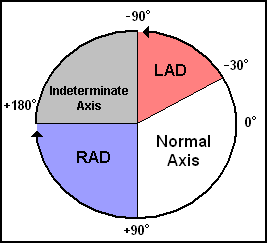 -90°
-30°
LAD
Indeterminate
Axis
+180°
0°
Normal
Axis
RAD
+90°